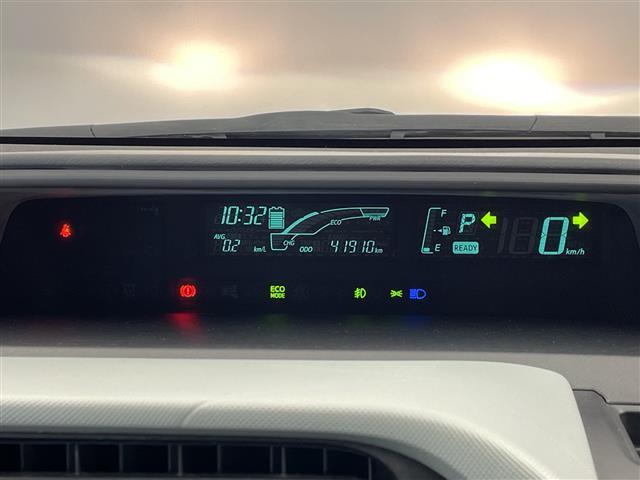 10:32 ECO PWR F P 0
AVG. 0.2 km/L CHG ODO 41910 km E READY km/h
ECO
MODE